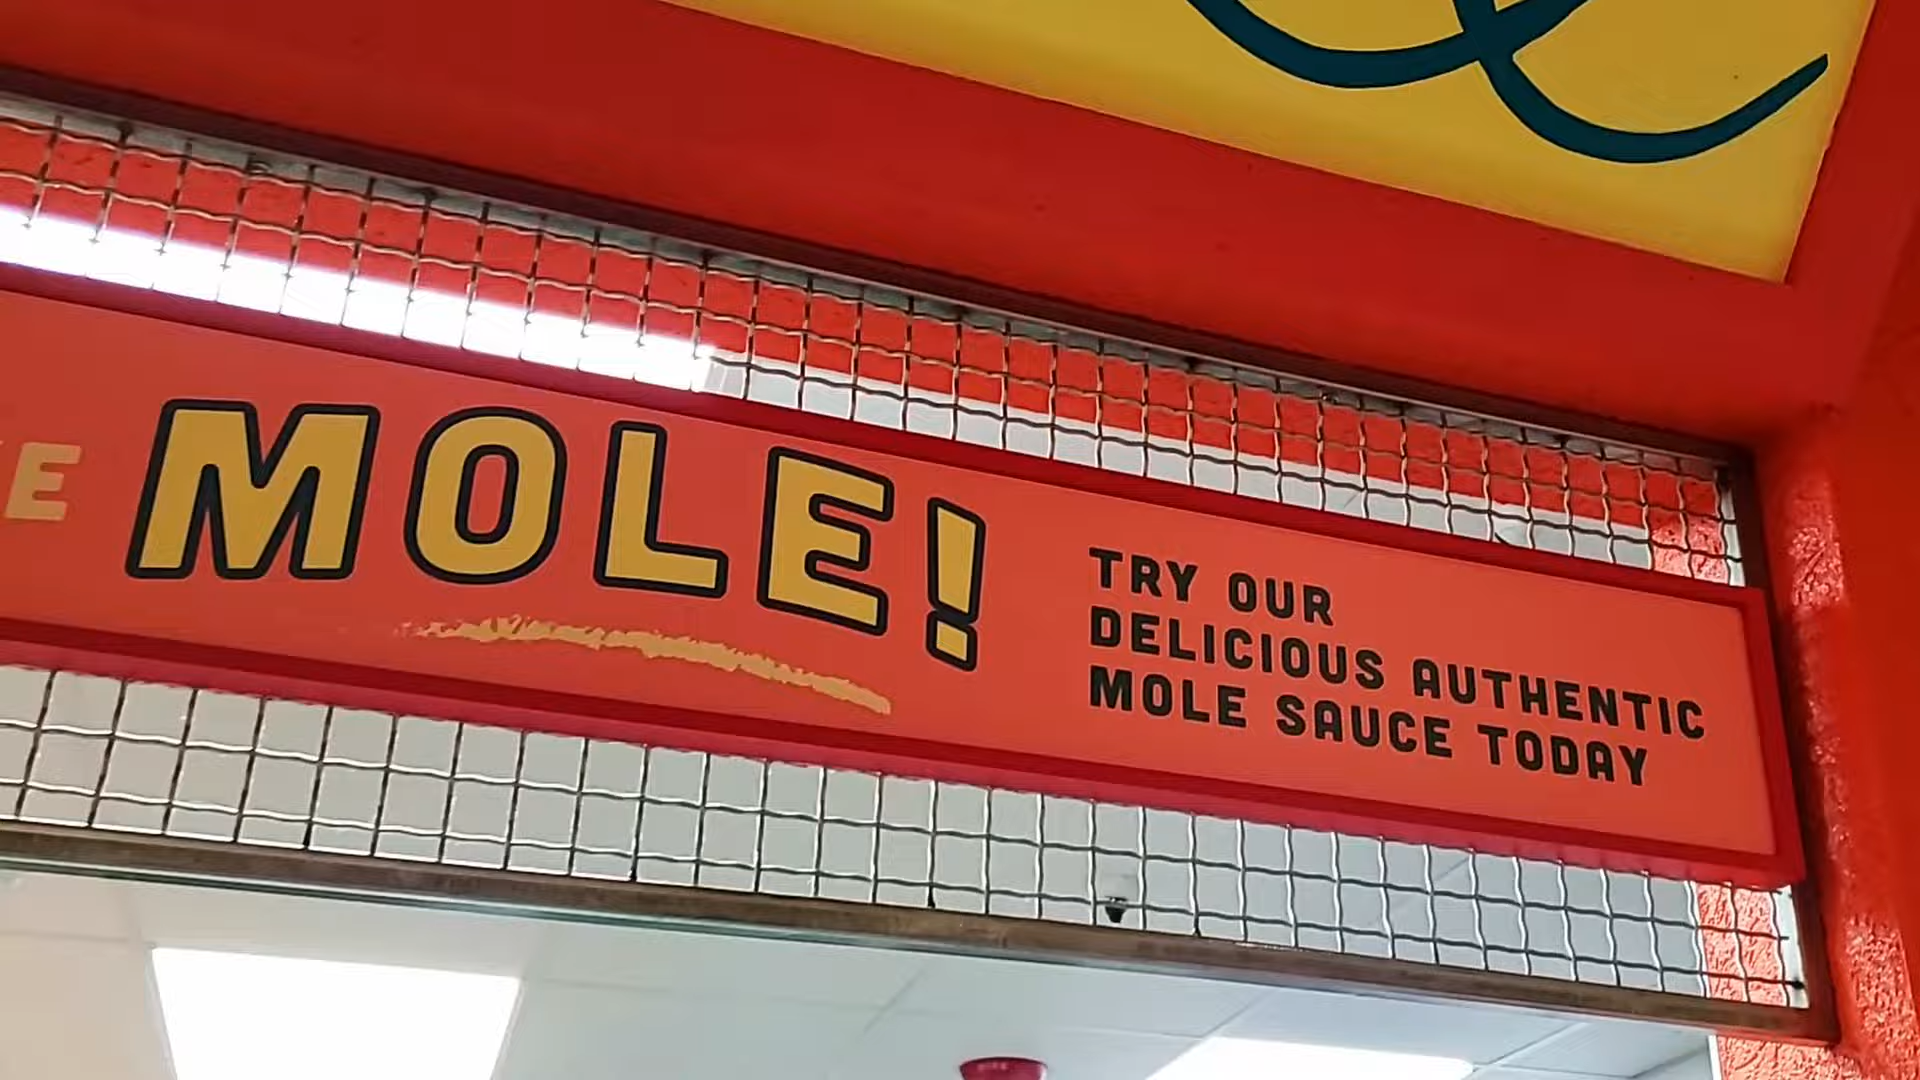 MOLE!
TRY OUR
DELICIOUS AUTHENTIC
MOLE SAUCE TODAY